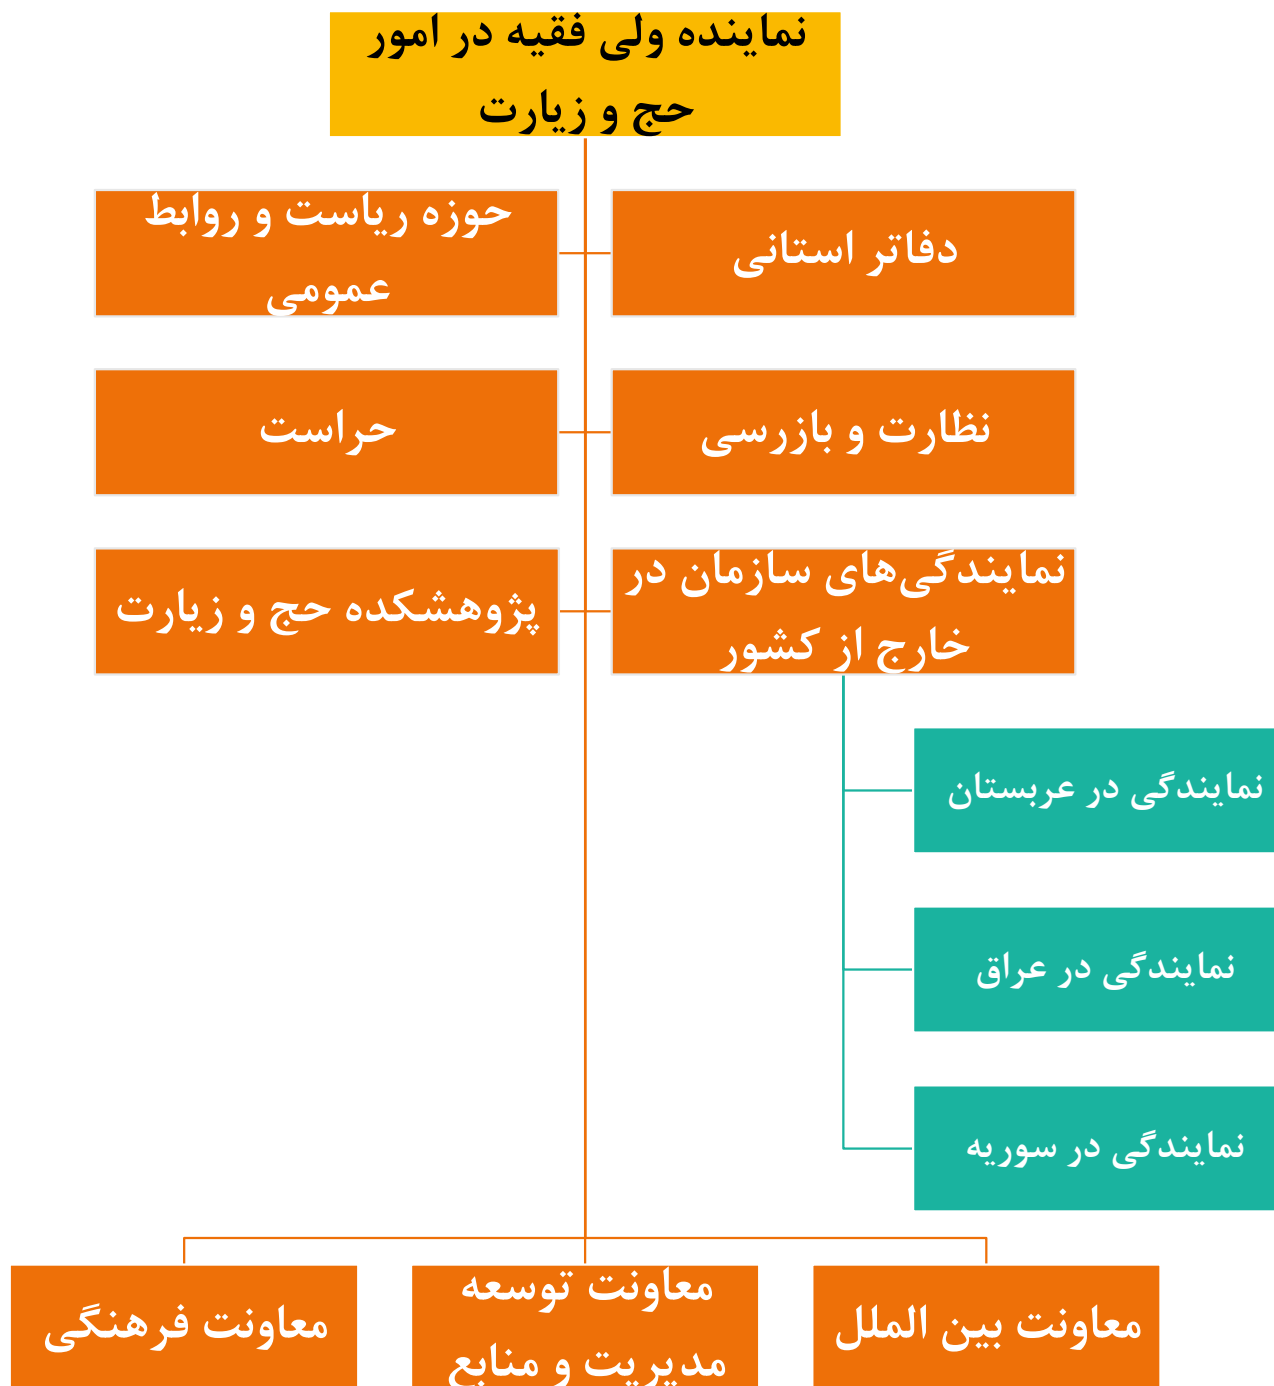 نماینده ولی فقیه در امور
حج و زیارت
دفاتر استانی
حوزه ریاست و روابط
عمومی
نظارت و بازرسی
حراست
نمایندگی‌های سازمان در
خارج از کشور
پژوهشکده حج و زیارت
نمایندگی در عربستان
نمایندگی در عراق
نمایندگی در سوریه
معاونت بین الملل
معاونت توسعه
مدیریت و منابع
معاونت فرهنگی